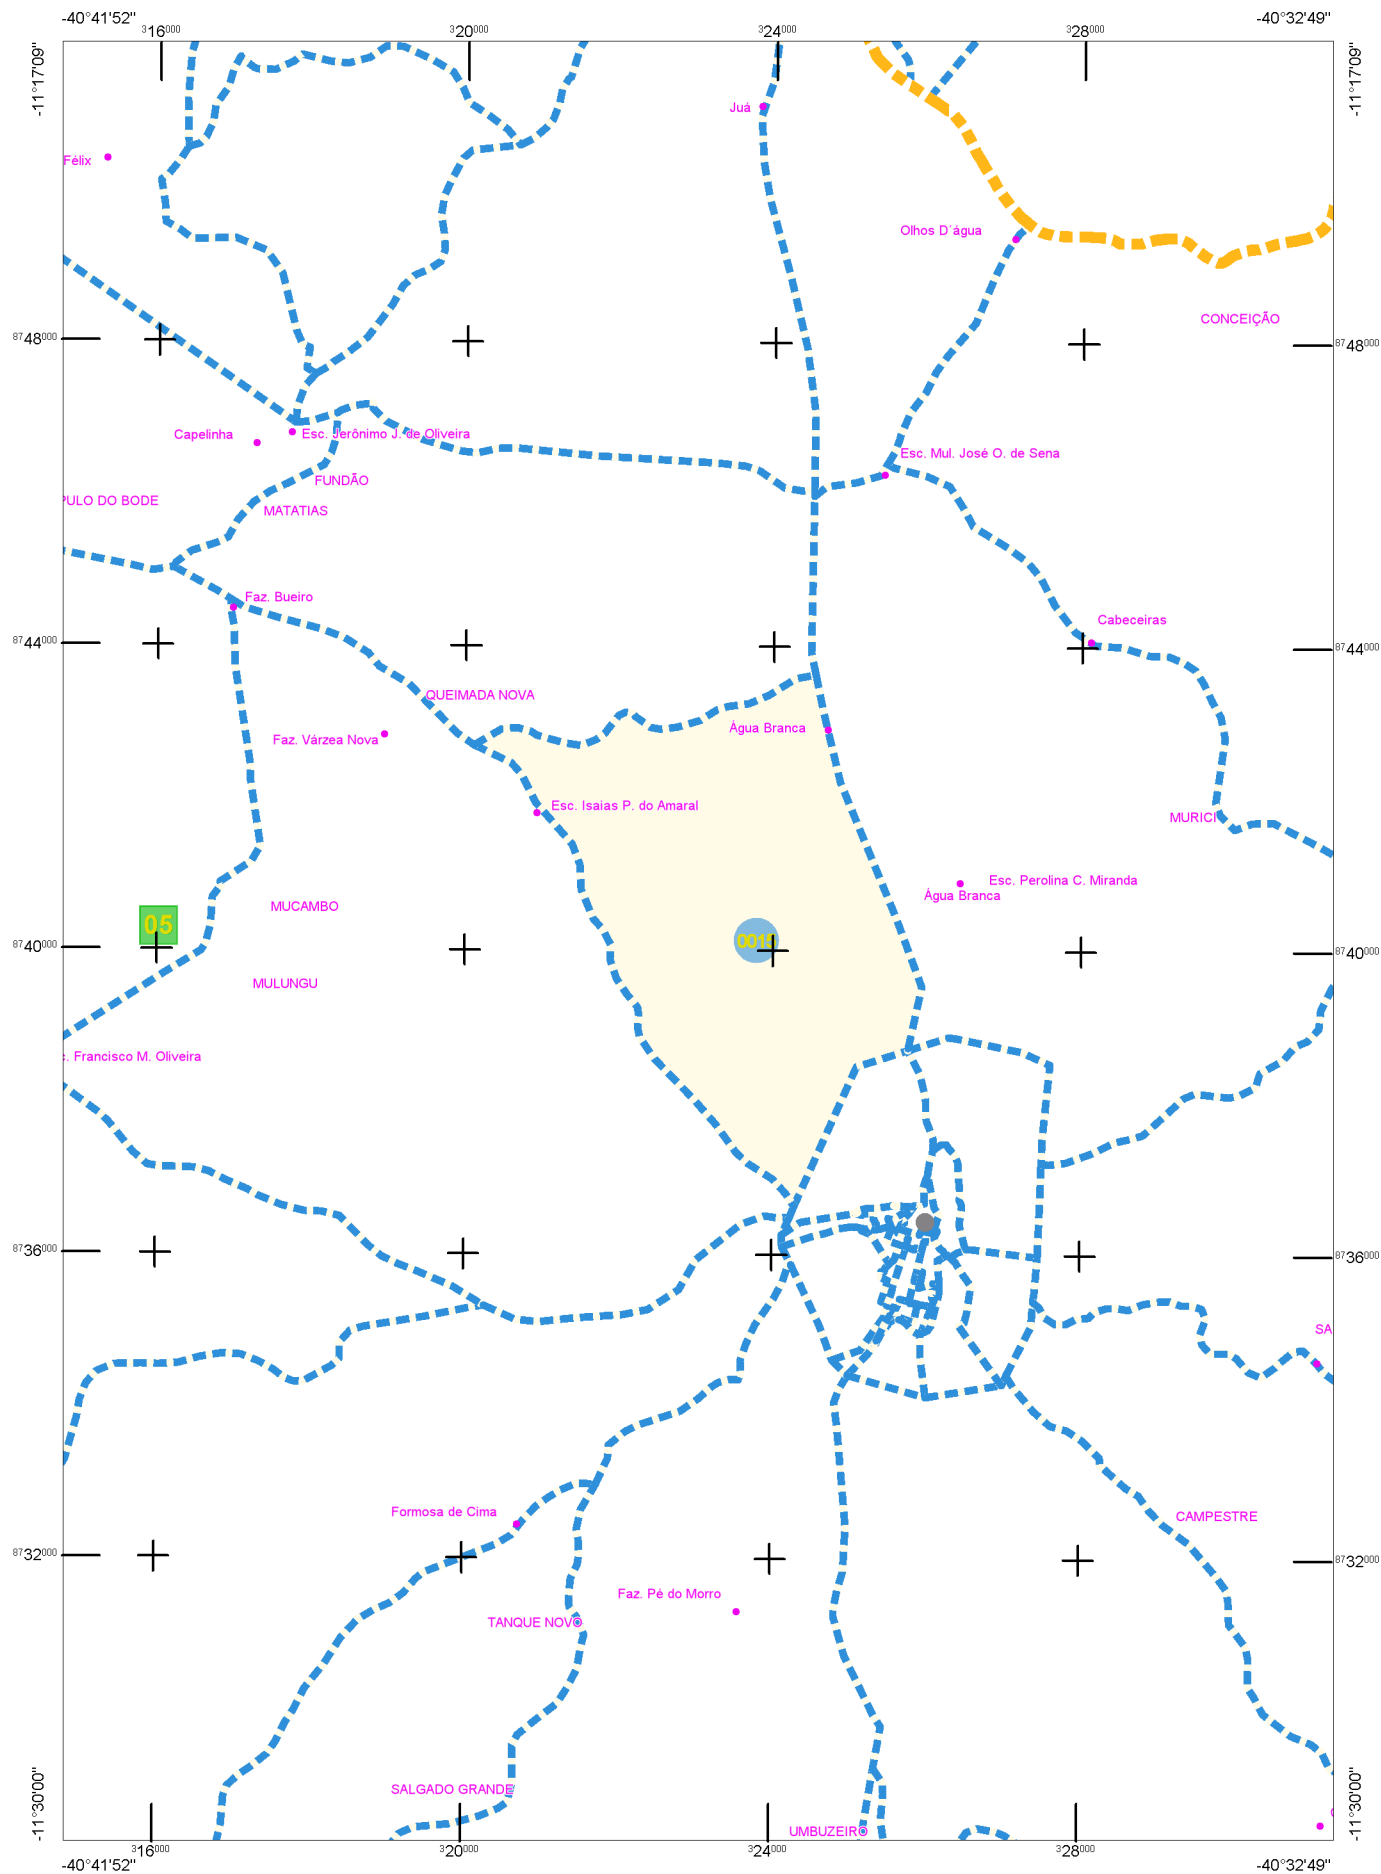 -40°41'52"
-40°32'49"
316000
320000
324000
328000
-11°17'09"
-11°17'09"
Juá
Félix
Olhos D´água
CONCEIÇÃO
8748000
8748000
Capelinha
Esc. Jerônimo J. de Oliveira
Esc. Mul. José O. de Sena
FUNDÃO
PULO DO BODE
MATATIAS
Faz. Bueiro
Cabeceiras
8744000
8744000
QUEIMADA NOVA
Água Branca
Faz. Várzea Nova
Esc. Isaias P. do Amaral
MURICI
Esc. Perolina C. Miranda
Água Branca
MUCAMBO
05
0015
8740000
8740000
MULUNGU
c. Francisco M. Oliveira
8736000
8736000
SA
Formosa de Cima
CAMPESTRE
8732000
8732000
Faz. Pé do Morro
TANQUE NOVO
SALGADO GRANDE
UMBUZEIRO
-11°30'00"
-11°30'00"
316000
320000
324000
328000
-40°41'52"
-40°32'49"